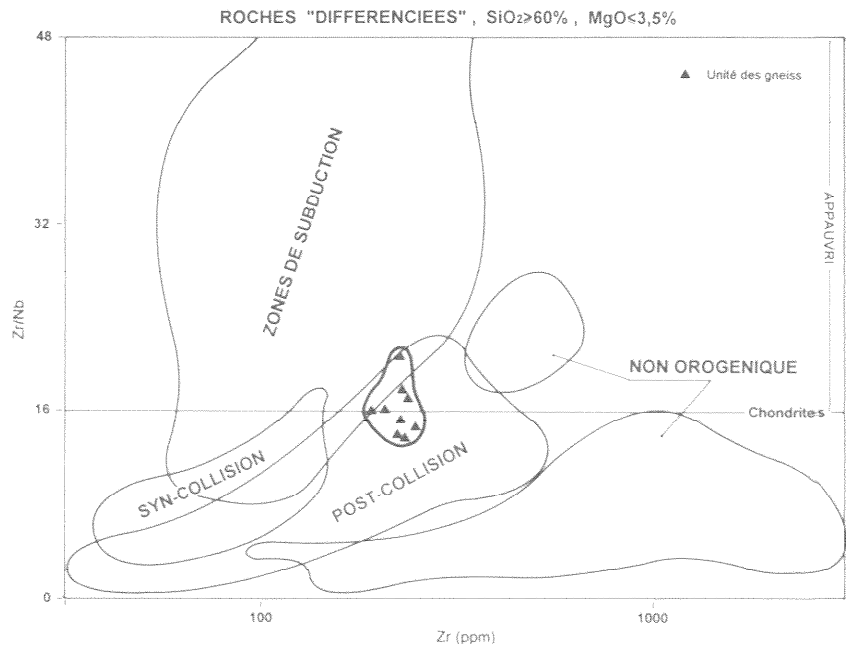 ROCHES "DIFFERENCIEES", SiO₂≥60%, MgO≤3,5%
48
▲ Unité des gneiss
ZONES DE SUBDUCTION
APPAUVRI
32
Zr/Nb
NON OROGENIQUE
16
Chondrites
SYN-COLLISION
POST-COLLISION
0
100
1000
Zr (ppm)